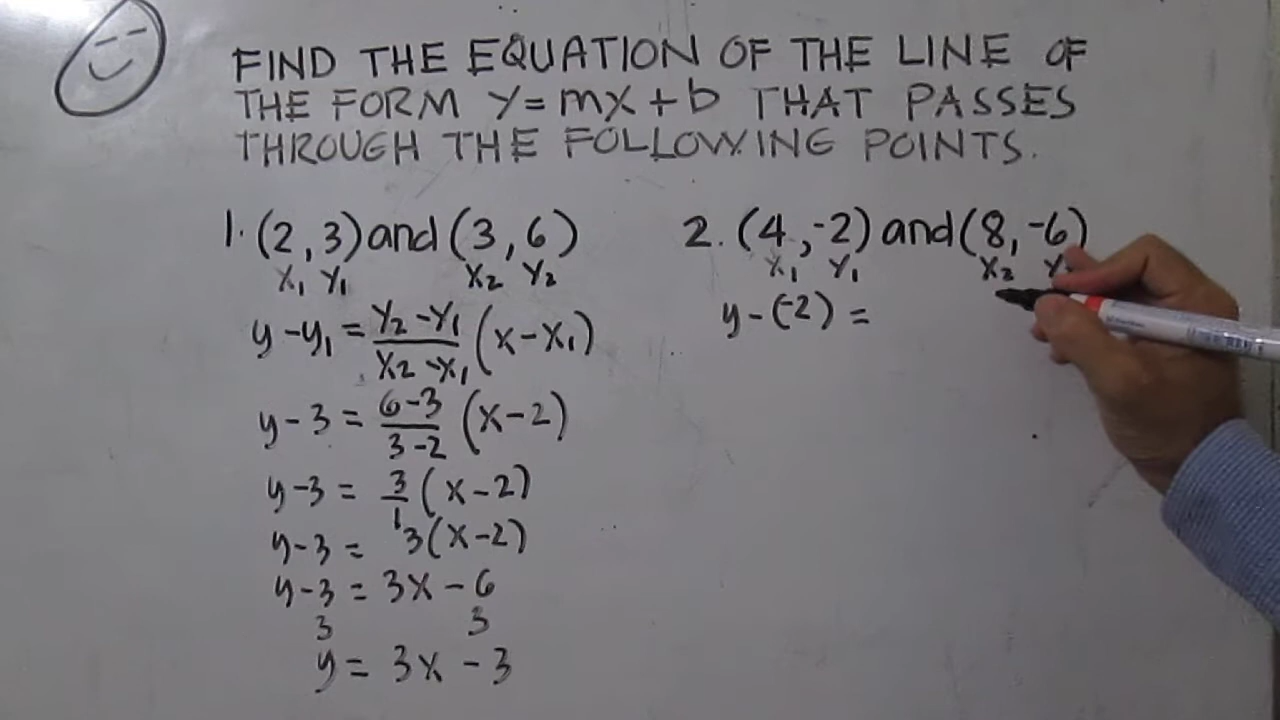 FIND THE EQUATION OF THE LINE OF
THE FORM y = mx + b THAT PASSES
THROUGH THE FOLLOWING POINTS.
1. (2, 3) and (3, 6)
x₁ y₁ x₂ y₂
y - y₁ = (y₂ - y₁)/(x₂ - x₁) (x - x₁)
y - 3 = (6 - 3)/(3 - 2) (x - 2)
y - 3 = 3/1 (x - 2)
y - 3 = 3(x - 2)
y - 3 = 3x - 6
3 3
y = 3x - 3
2. (4, -2) and (8, -6)
x₁ y₁ x₂
y - (-2) =